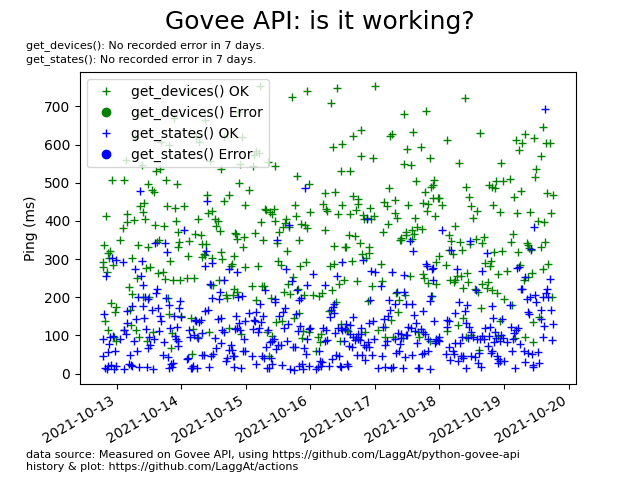 Govee API: is it working?
get_devices(): No recorded error in 7 days.
get_states(): No recorded error in 7 days.
get_devices() OK
get_devices() Error
get_states() OK
get_states() Error
Ping (ms)
700
600
500
400
300
200
100
0
2021-10-13
2021-10-14
2021-10-15
2021-10-16
2021-10-17
2021-10-18
2021-10-19
2021-10-20
data source: Measured on Govee API, using https://github.com/LaggAt/python-govee-api
history & plot: https://github.com/LaggAt/actions